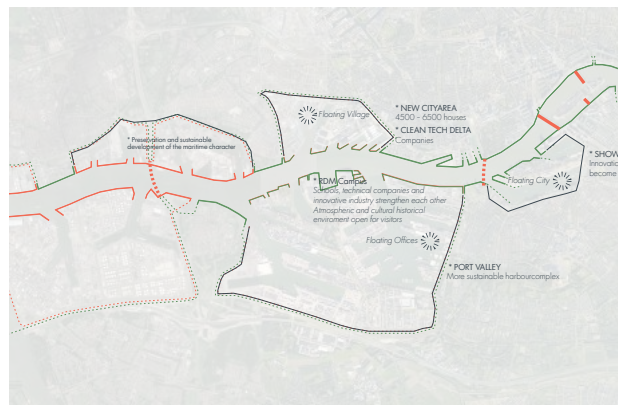 * NEW CITYAREA
4500 - 6500 houses
* CLEAN TECH DELTA
Companies
Floating Village
* Preservation and sustainable
development of the maritime character
* SHOW
Innovatio
become
* RDM Campus
Schools, technical companies and
innovative industry strengthen each other
Atmospheric and cultural historical
enviroment open for visitors
Floating City
Floating Offices
* PORT VALLEY
More sustainable harbourcomplex